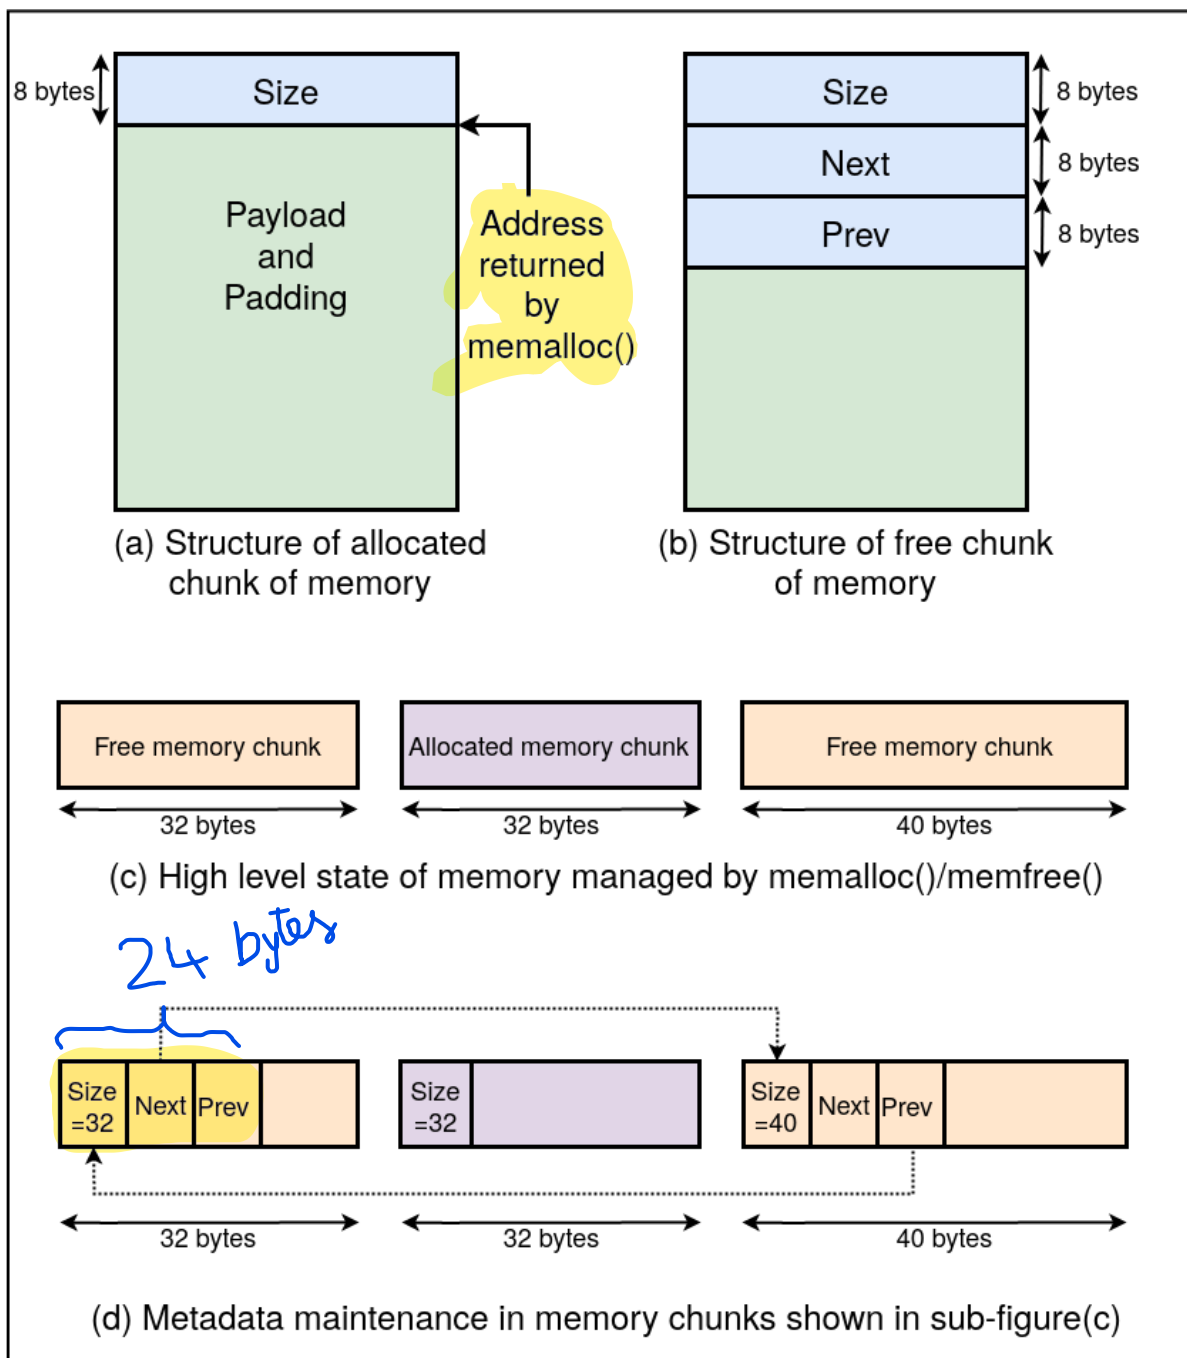 8 bytes
Size
Payload
and
Padding
Address
returned
by
memalloc()
(a) Structure of allocated
chunk of memory
Size
8 bytes
Next
8 bytes
Prev
8 bytes
(b) Structure of free chunk
of memory
Free memory chunk
Allocated memory chunk
Free memory chunk
32 bytes
32 bytes
40 bytes
(c) High level state of memory managed by memalloc()/memfree()
24 bytes
Size
=32
Next
Prev
Size
=32
Size
=40
Next
Prev
32 bytes
32 bytes
40 bytes
(d) Metadata maintenance in memory chunks shown in sub-figure(c)